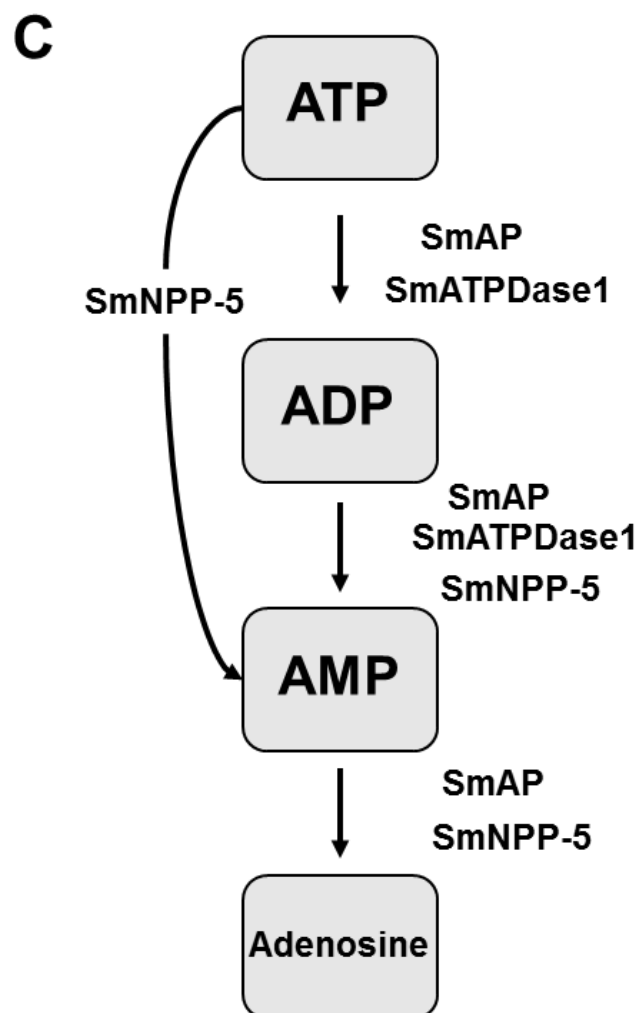 C
ATP
SmAP
SmATPDase1
SmNPP-5
ADP
SmAP
SmATPDase1
SmNPP-5
AMP
SmAP
SmNPP-5
Adenosine